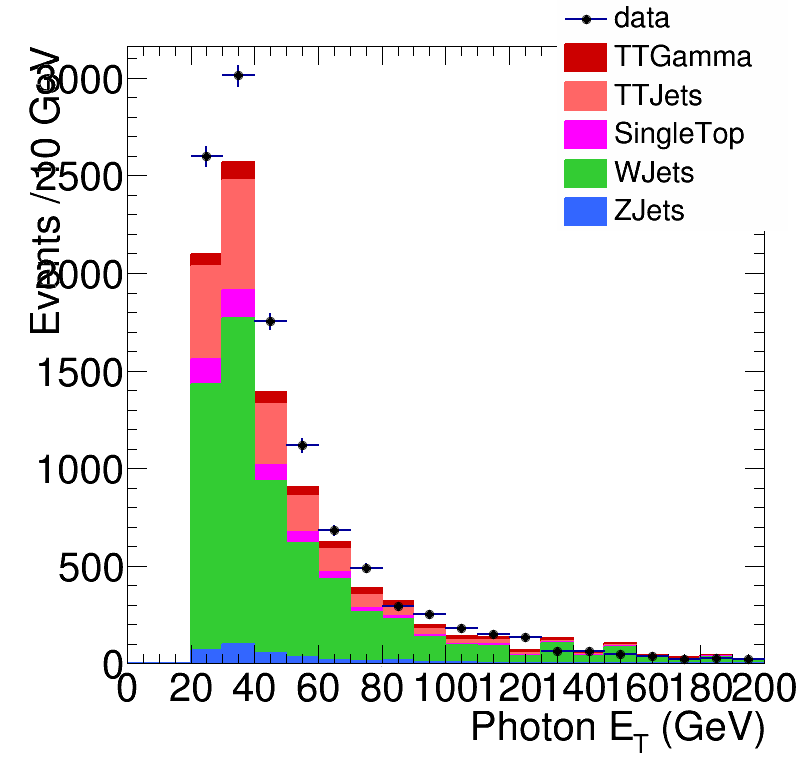 data
TTGamma
TTJets
SingleTop
WJets
ZJets
Events / 10 GeV
3000
2500
2000
1500
1000
500
0
0 20 40 60 80 100 120 140 160 180 200
Photon E_T (GeV)